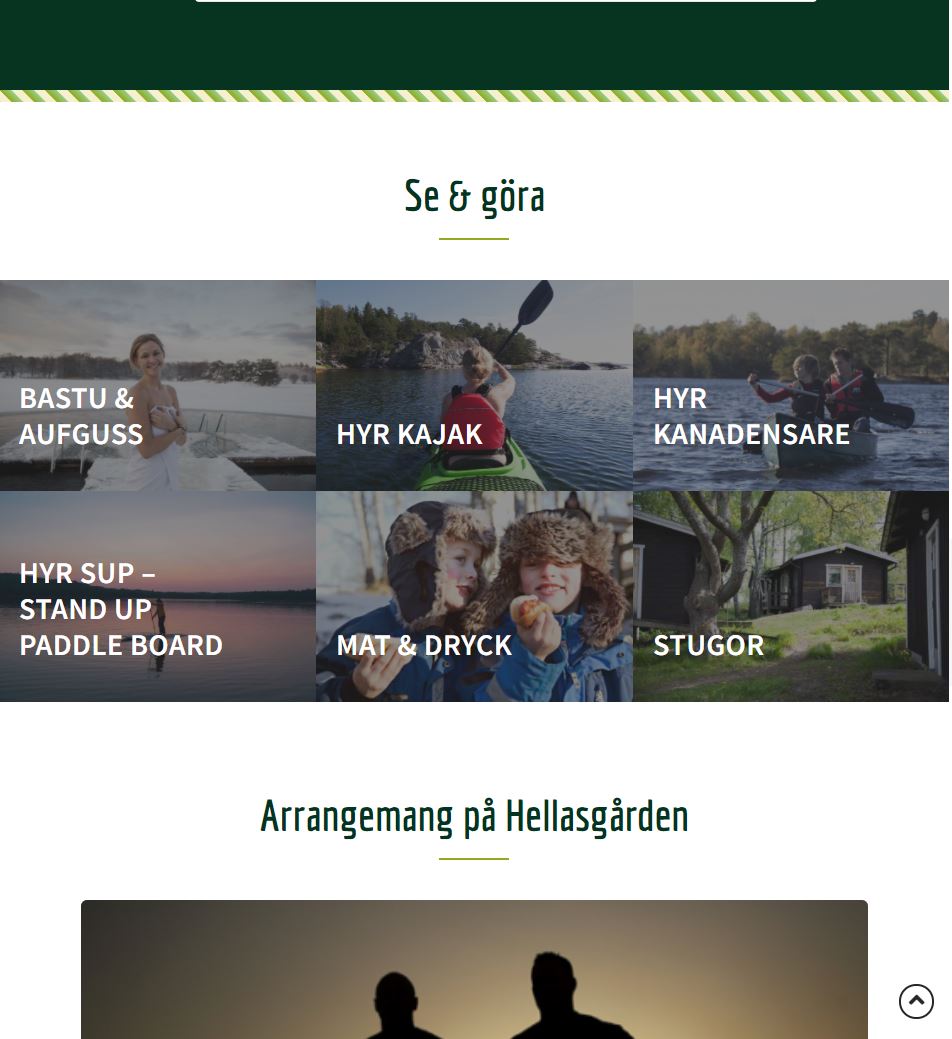 Se & göra
BASTU &
AUFGUSS
HYR KAJAK
HYR
KANADENSARE
HYR SUP –
STAND UP
PADDLE BOARD
MAT & DRYCK
STUGOR
Arrangemang på Hellasgården